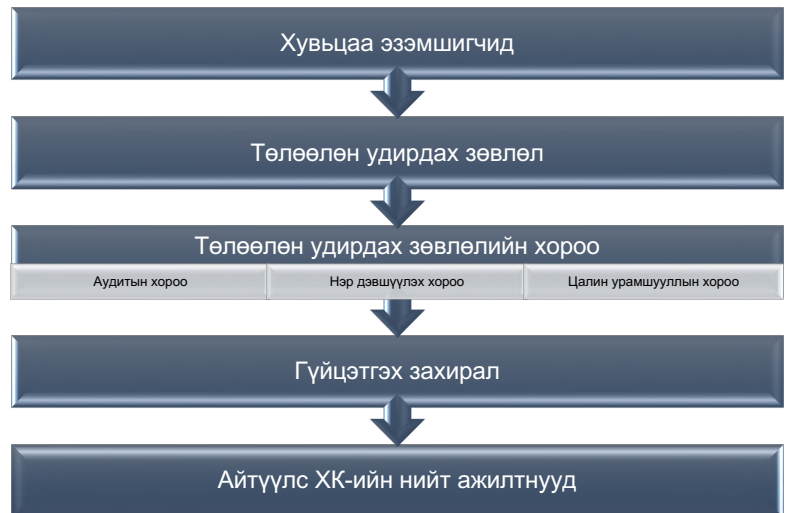 Хувьцаа эзэмшигчид
Төлөөлөн удирдах зөвлөл
Төлөөлөн удирдах зөвлөлийн хороо
Аудитын хороо
Нэр дэвшүүлэх хороо
Цалин урамшууллын хороо
Гүйцэтгэх захирал
Айтүүлс ХК-ийн нийт ажилтнууд